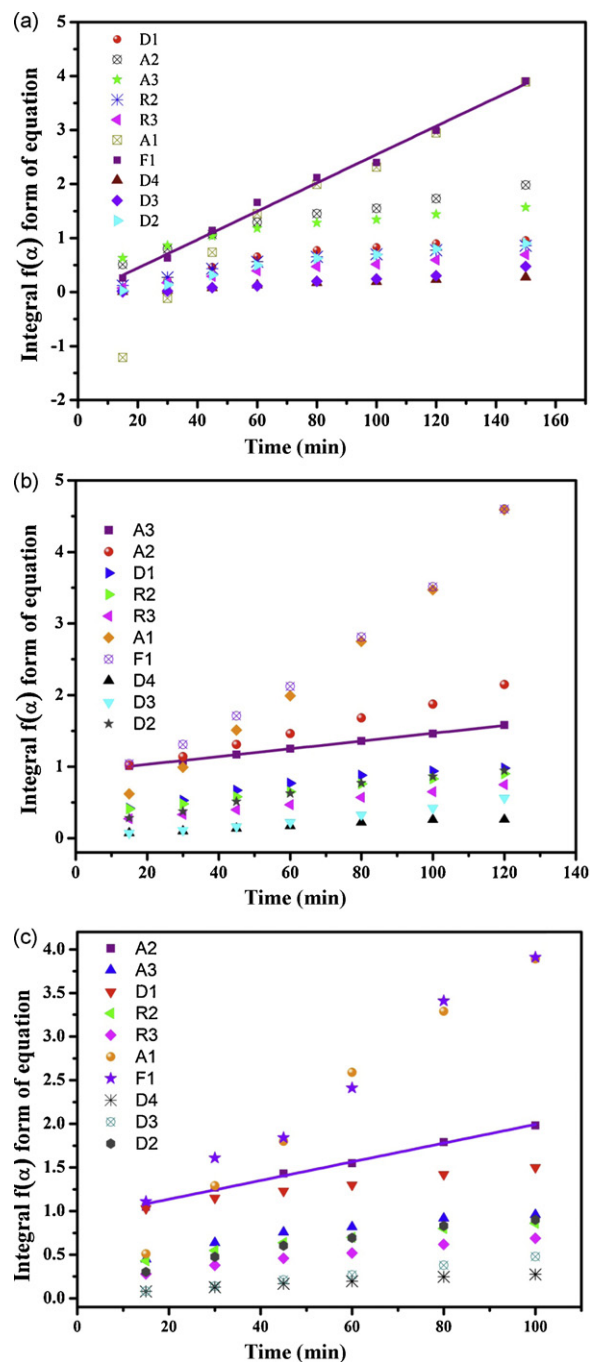 (a)
5
4
3
2
1
0
-1
-2
Integral f(α) form of equation
D1
A2
A3
R2
R3
A1
F1
D4
D3
D2
0 20 40 60 80 100 120 140 160
Time (min)
(b)
5
4
3
2
1
0
Integral f(α) form of equation
A3
A2
D1
R2
R3
A1
F1
D4
D3
D2
0 20 40 60 80 100 120 140
Time (min)
(c)
4.0
3.5
3.0
2.5
2.0
1.5
1.0
0.5
0.0
Integral f(α) form of equation
A2
A3
D1
R2
R3
A1
F1
D4
D3
D2
0 20 40 60 80 100
Time (min)